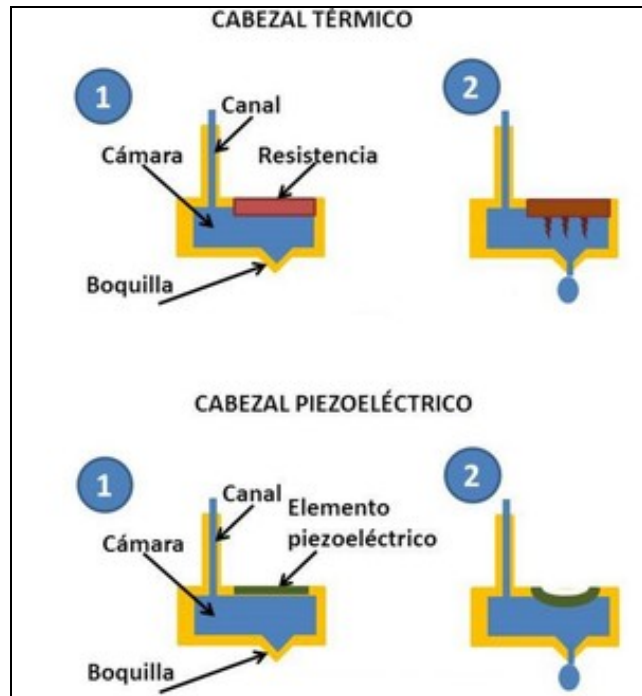 CABEZAL TÉRMICO
1
2
Canal
Cámara
Resistencia
Boquilla
CABEZAL PIEZOELÉCTRICO
1
2
Canal
Elemento
piezoeléctrico
Cámara
Boquilla